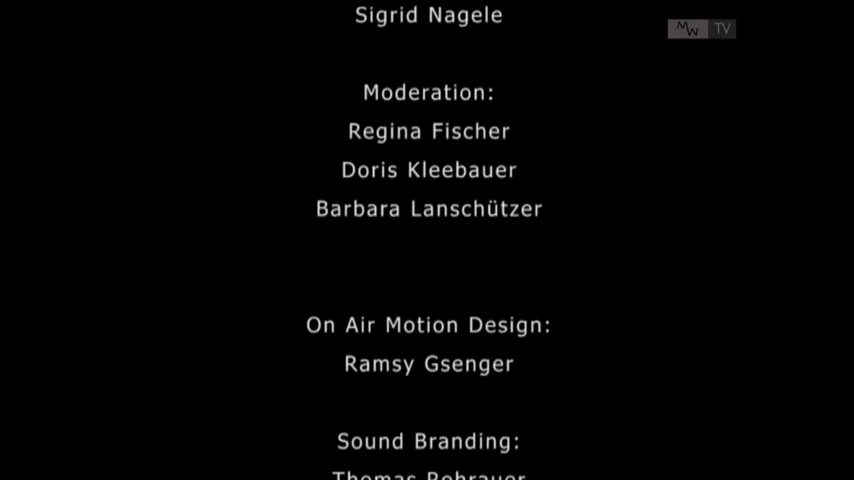 Sigrid Nagele
MW TV
Moderation:
Regina Fischer
Doris Kleebauer
Barbara Lanschützer
On Air Motion Design:
Ramsy Gsenger
Sound Branding:
Thomas